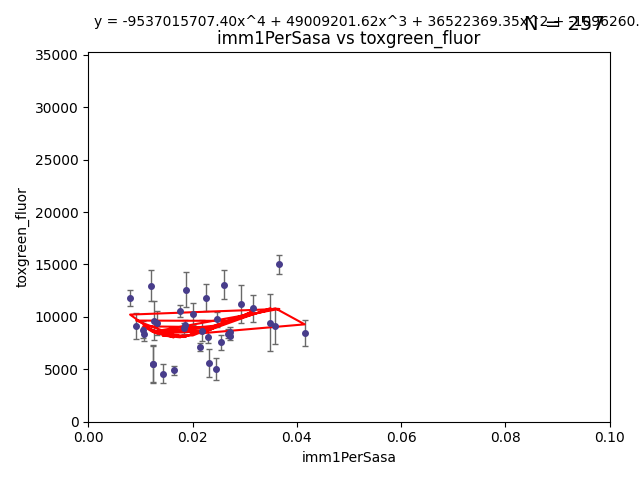 y = -9537015707.40x^4 + 49009201.62x^3 + 36522369.35x^2 +
N = 257
imm1PerSasa vs toxgreen_fluor
35000
30000
25000
20000
15000
10000
5000
0
toxgreen_fluor
0.00 0.02 0.04 0.06 0.08 0.10
imm1PerSasa